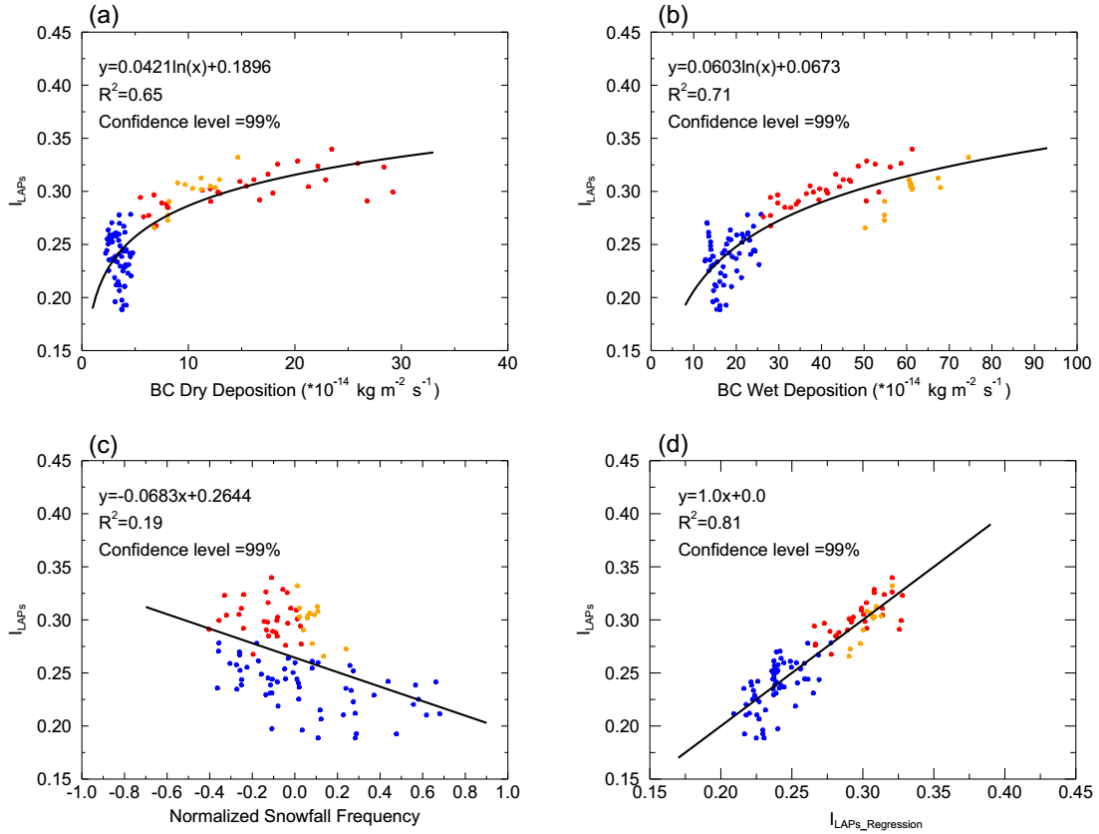 (a)
y=0.0421ln(x)+0.1896
R²=0.65
Confidence level =99%
I_LAPs
0.45
0.40
0.35
0.30
0.25
0.20
0.15
0 10 20 30 40
BC Dry Deposition (*10⁻¹⁴ kg m⁻² s⁻¹)
(b)
y=0.0603ln(x)+0.0673
R²=0.71
Confidence level =99%
I_LAPs
0.45
0.40
0.35
0.30
0.25
0.20
0.15
0 10 20 30 40 50 60 70 80 90 100
BC Wet Deposition (*10⁻¹⁴ kg m⁻² s⁻¹)
(c)
y=-0.0683x+0.2644
R²=0.19
Confidence level =99%
I_LAPs
0.45
0.40
0.35
0.30
0.25
0.20
0.15
-1.0 -0.8 -0.6 -0.4 -0.2 0.0 0.2 0.4 0.6 0.8 1.0
Normalized Snowfall Frequency
(d)
y=1.0x+0.0
R²=0.81
Confidence level =99%
I_LAPs
0.45
0.40
0.35
0.30
0.25
0.20
0.15
0.15 0.20 0.25 0.30 0.35 0.40 0.45
I_LAPs_Regression